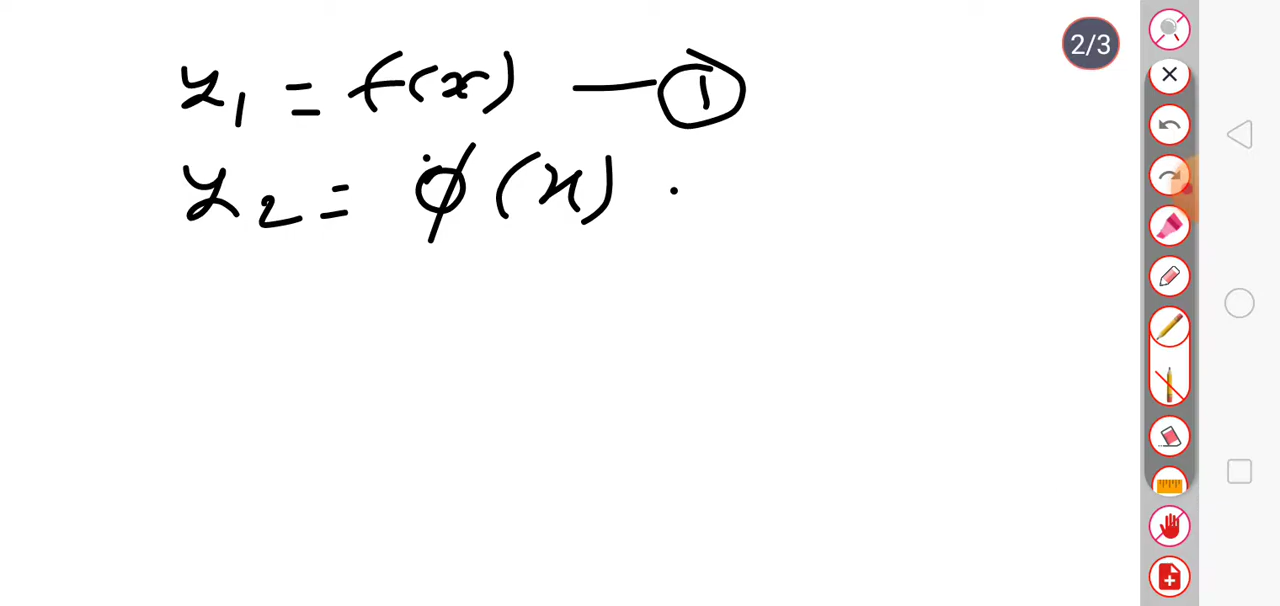 y₁ = f(x) — ①
2/3
y₂ = ϕ(x) .